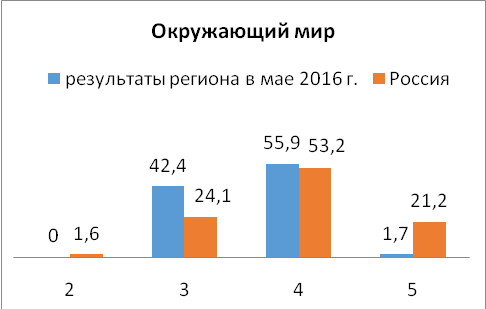 Окружающий мир
результаты региона в мае 2016 г. Россия
55,9 53,2
42,4
24,1 21,2
0 1,6 1,7
2 3 4 5